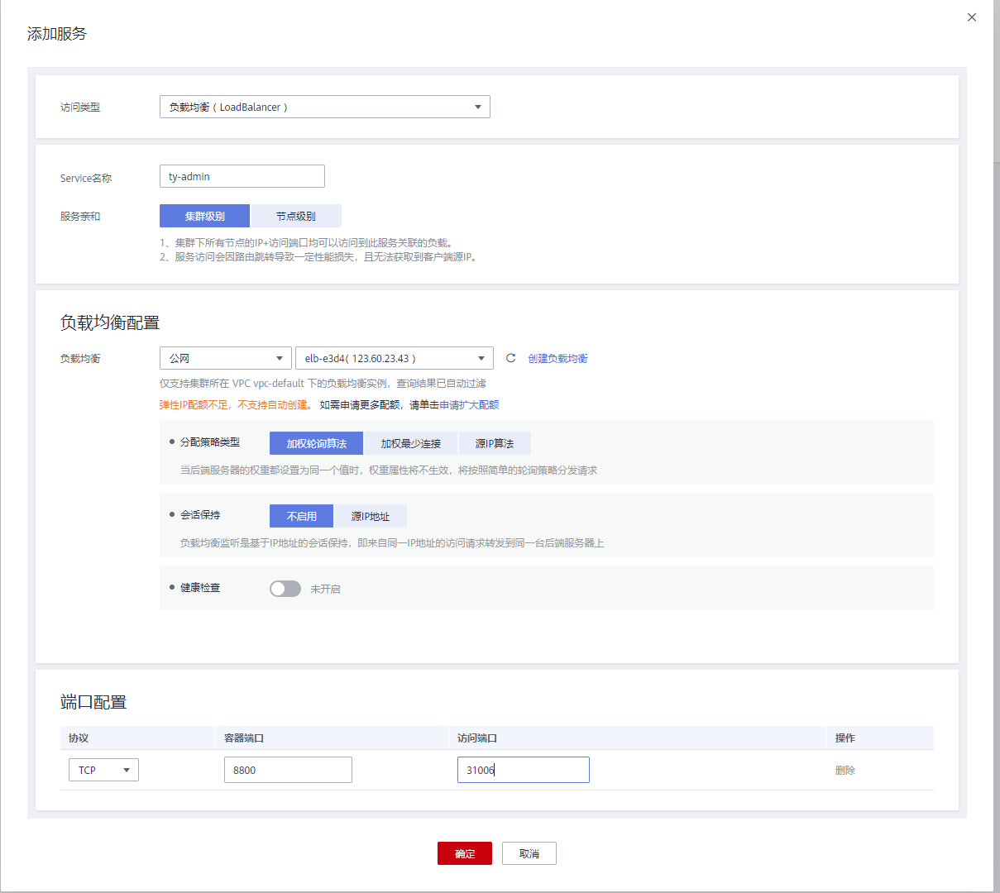 添加服务
访问类型
负载均衡 ( LoadBalancer )
Service名称
ty-admin
服务亲和
集群级别
节点级别
1、集群下所有节点的IP+访问端口均可以访问到此服务关联的负载。
2、服务访问会因路由跳转导致一定性能损失，且无法获取到客户端源IP。
负载均衡配置
负载均衡
公网
elb-e3d4( 123.60.23.43 )
创建负载均衡
仅支持集群所在 VPC vpc-default 下的负载均衡实例，查询结果已自动过滤
弹性IP配额不足，不支持自动创建。 如需申请更多配额，请单击申请扩大配额
分配策略类型
加权轮询算法
加权最少连接
源IP算法
当后端服务器的权重都设置为同一个值时，权重属性将不生效，将按照简单的轮询策略分发请求
会话保持
不启用
源IP地址
负载均衡监听是基于IP地址的会话保持，即来自同一IP地址的访问请求转发到同一台后端服务器上
健康检查
未开启
端口配置
协议
容器端口
访问端口
操作
TCP
8800
31006
删除
确定
取消